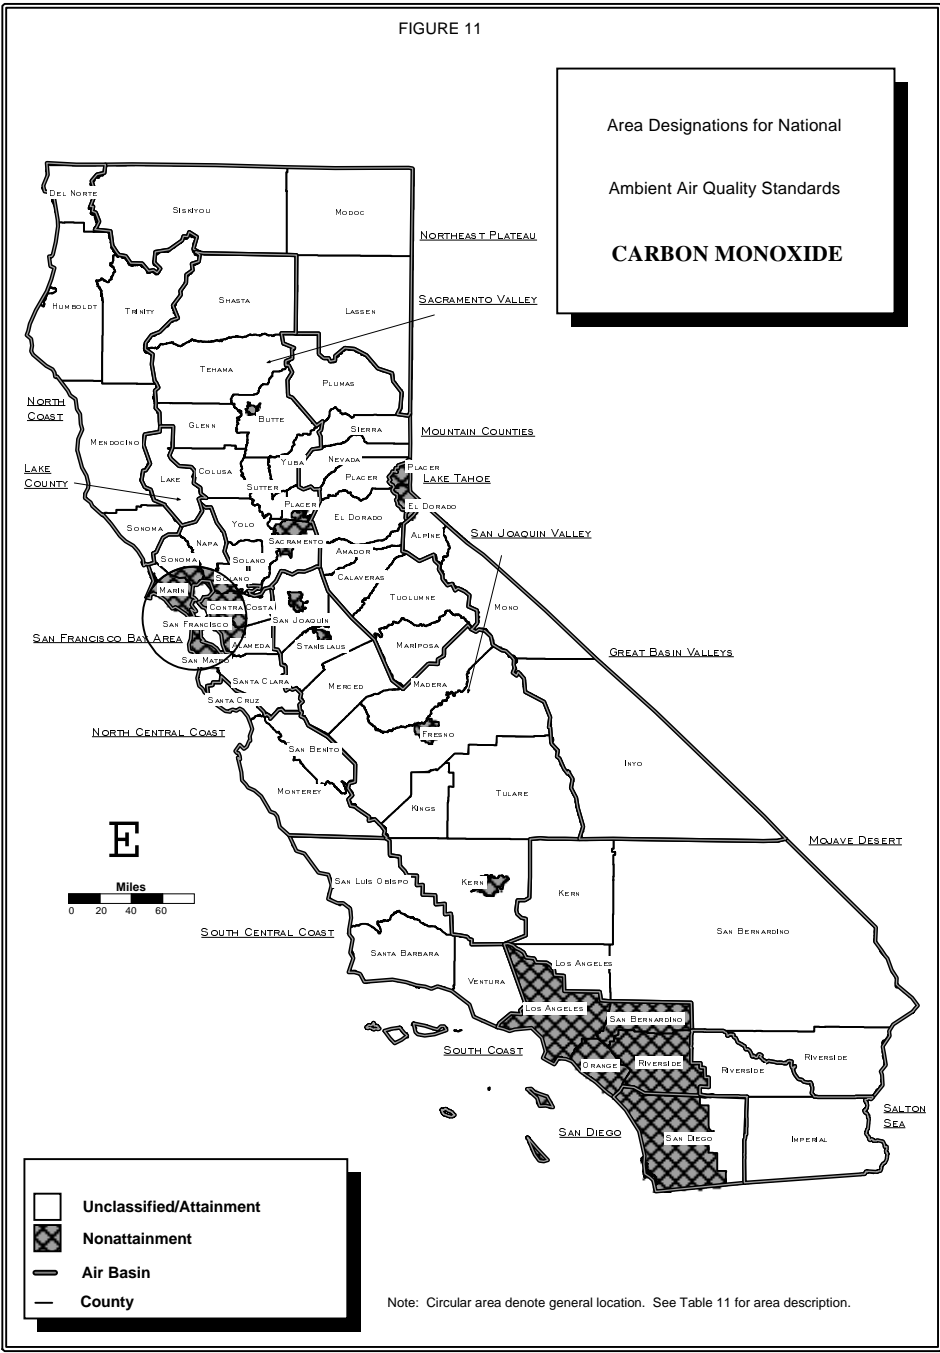 FIGURE 11
Area Designations for National
Ambient Air Quality Standards
CARBON MONOXIDE
DEL NORTE
SISKIYOU
MODOC
NORTHEAST PLATEAU
SACRAMENTO VALLEY
HUMBOLDT
TRINITY
SHASTA
LASSEN
TEHAMA
PLUMAS
NORTH
COAST
GLENN
BUTTE
SIERRA
MOUNTAIN COUNTIES
MENDOCINO
LAKE
COUNTY
LAKE
COLUSA
YUBA
NEVADA
PLACER
PLACER
LAKE TAHOE
SUTTER
PLACER
EL DORADO
EL DORADO
SONOMA
YOLO
SACRAMENTO
ALPINE
SAN JOAQUIN VALLEY
NAPA
SONOMA
SOLANO
AMADOR
SOLANO
CALAVERAS
MARIN
CONTRA COSTA
TUOLUMNE
MONO
SAN FRANCISCO
SAN JOAQUIN
SAN FRANCISCO BAY AREA
ALAMEDA
STANISLAUS
MARIPOSA
GREAT BASIN VALLEYS
SAN MATEO
SANTA CLARA
MERCED
MADERA
SANTA CRUZ
NORTH CENTRAL COAST
FRESNO
SAN BENITO
INYO
MONTEREY
TULARE
KINGS
E
MOJAVE DESERT
Miles
0 20 40 60
SAN LUIS OBISPO
KERN
KERN
SOUTH CENTRAL COAST
SAN BERNARDINO
SANTA BARBARA
LOS ANGELES
VENTURA
LOS ANGELES
SAN BERNARDINO
SOUTH COAST
ORANGE
RIVERSIDE
RIVERSIDE
RIVERSIDE
SALTON
SEA
SAN DIEGO
SAN DIEGO
IMPERIAL
Unclassified/Attainment
Nonattainment
Air Basin
County
Note: Circular area denote general location. See Table 11 for area description.